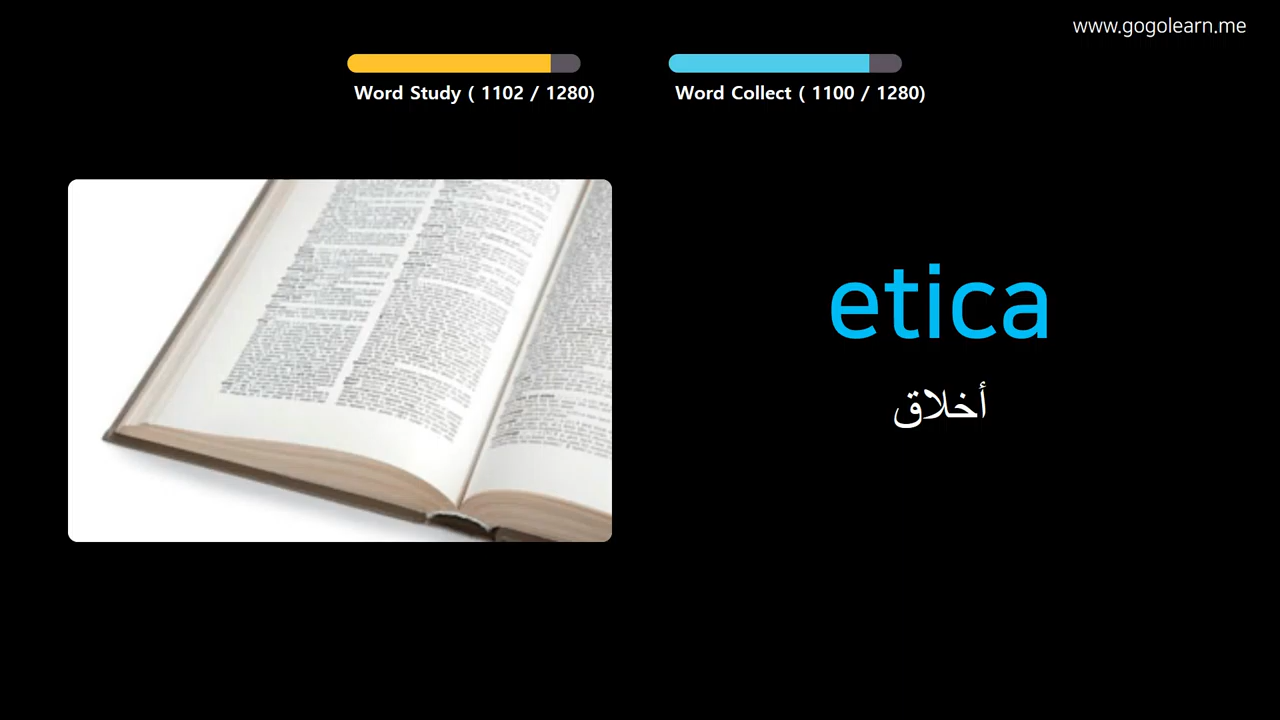 www.gogolearn.me
Word Study ( 1102 / 1280)
Word Collect ( 1100 / 1280)
etica
أخلاق